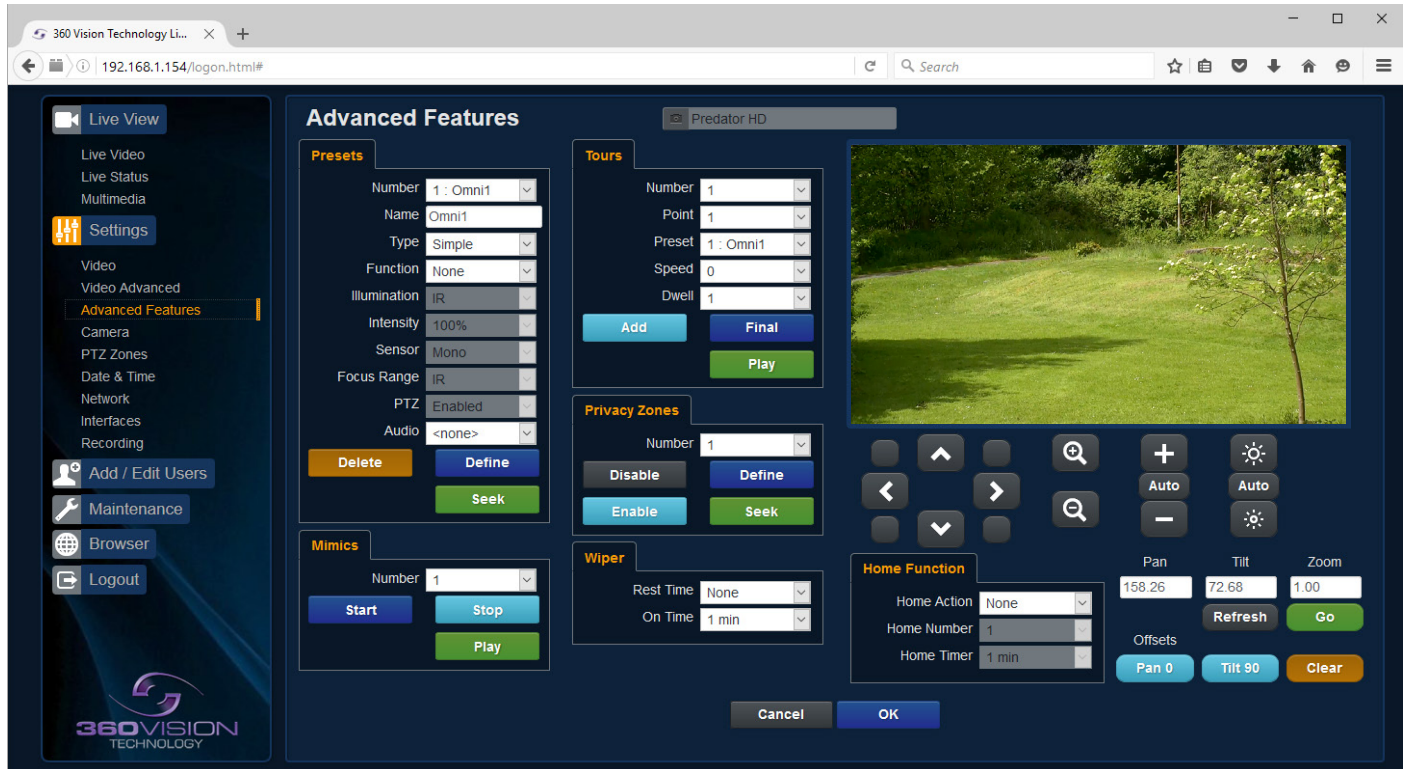 360 Vision Technology Li...
192.168.1.154/logon.html#
Search
Live View
Live Video
Live Status
Multimedia
Settings
Video
Video Advanced
Advanced Features
Camera
PTZ Zones
Date & Time
Network
Interfaces
Recording
Add / Edit Users
Maintenance
Browser
Logout
360 VISION
TECHNOLOGY
Advanced Features
Predator HD
Presets
Number 1 : Omni1
Name Omni1
Type Simple
Function None
Illumination IR
Intensity 100%
Sensor Mono
Focus Range IR
PTZ Enabled
Audio <none>
Delete Define
Seek
Mimics
Number 1
Start Stop
Play
Tours
Number 1
Point 1
Preset 1 : Omni1
Speed 0
Dwell 1
Add Final
Play
Privacy Zones
Number 1
Disable Define
Enable Seek
Wiper
Rest Time None
On Time 1 min
Auto Auto
Home Function
Home Action None
Home Number 1
Home Timer 1 min
Pan Tilt Zoom
158.26 72.68 1.00
Refresh Go
Offsets
Pan 0 Tilt 90 Clear
Cancel OK